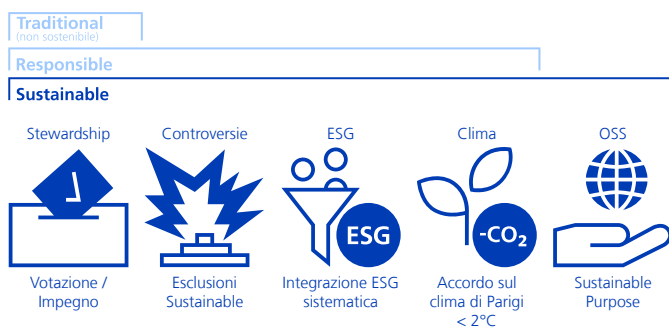 Traditional
(non sostenibile)
Responsible
Sustainable
Stewardship
Controversie
ESG
Clima
OSS
ESG
-CO₂
Votazione /
Impegno
Esclusioni
Sustainable
Integrazione ESG
sistematica
Accordo sul
clima di Parigi
< 2°C
Sustainable
Purpose